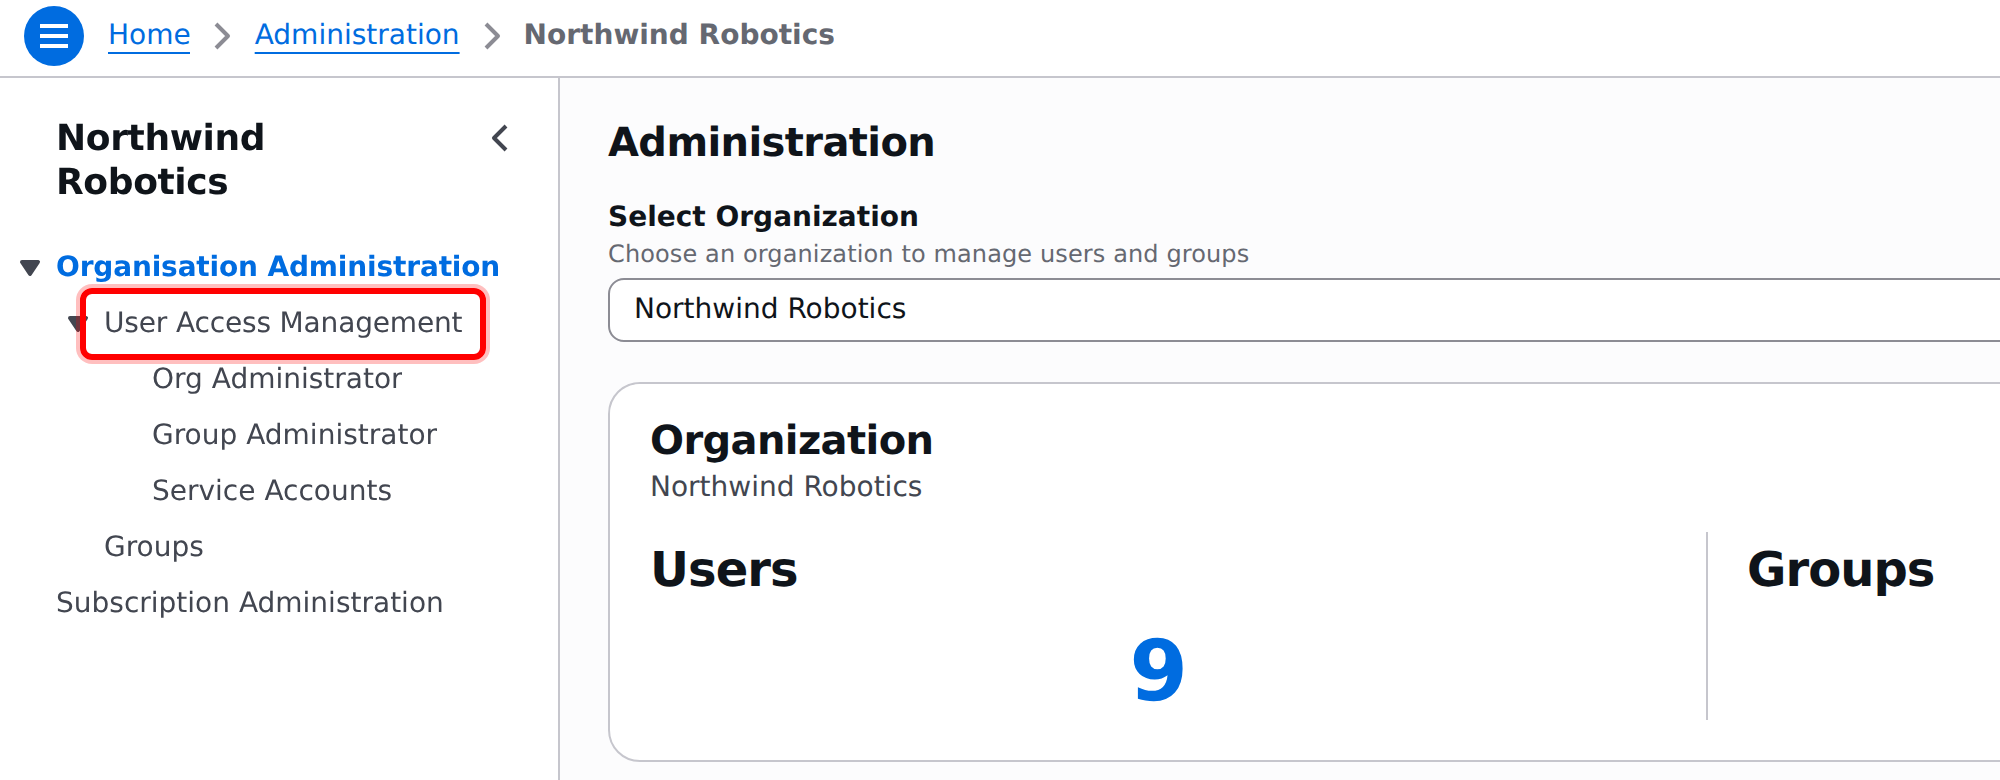 Home Administration Northwind Robotics
Northwind
Robotics
Organisation Administration
User Access Management
Org Administrator
Group Administrator
Service Accounts
Groups
Subscription Administration
Administration
Select Organization
Choose an organization to manage users and groups
Northwind Robotics
Organization
Northwind Robotics
Users
Groups
9